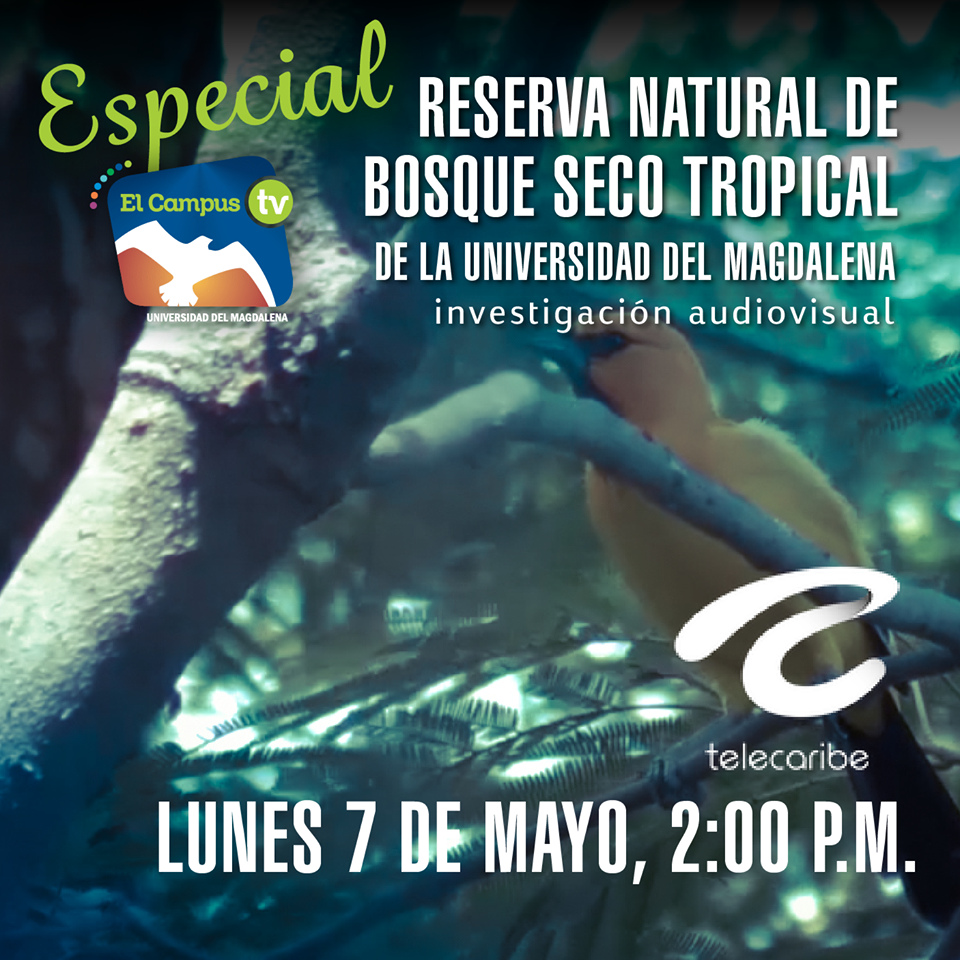 Especial
RESERVA NATURAL DE
BOSQUE SECO TROPICAL
DE LA UNIVERSIDAD DEL MAGDALENA
investigación audiovisual
El Campus tv
UNIVERSIDAD DEL MAGDALENA
telecaribe
LUNES 7 DE MAYO, 2:00 P.M.